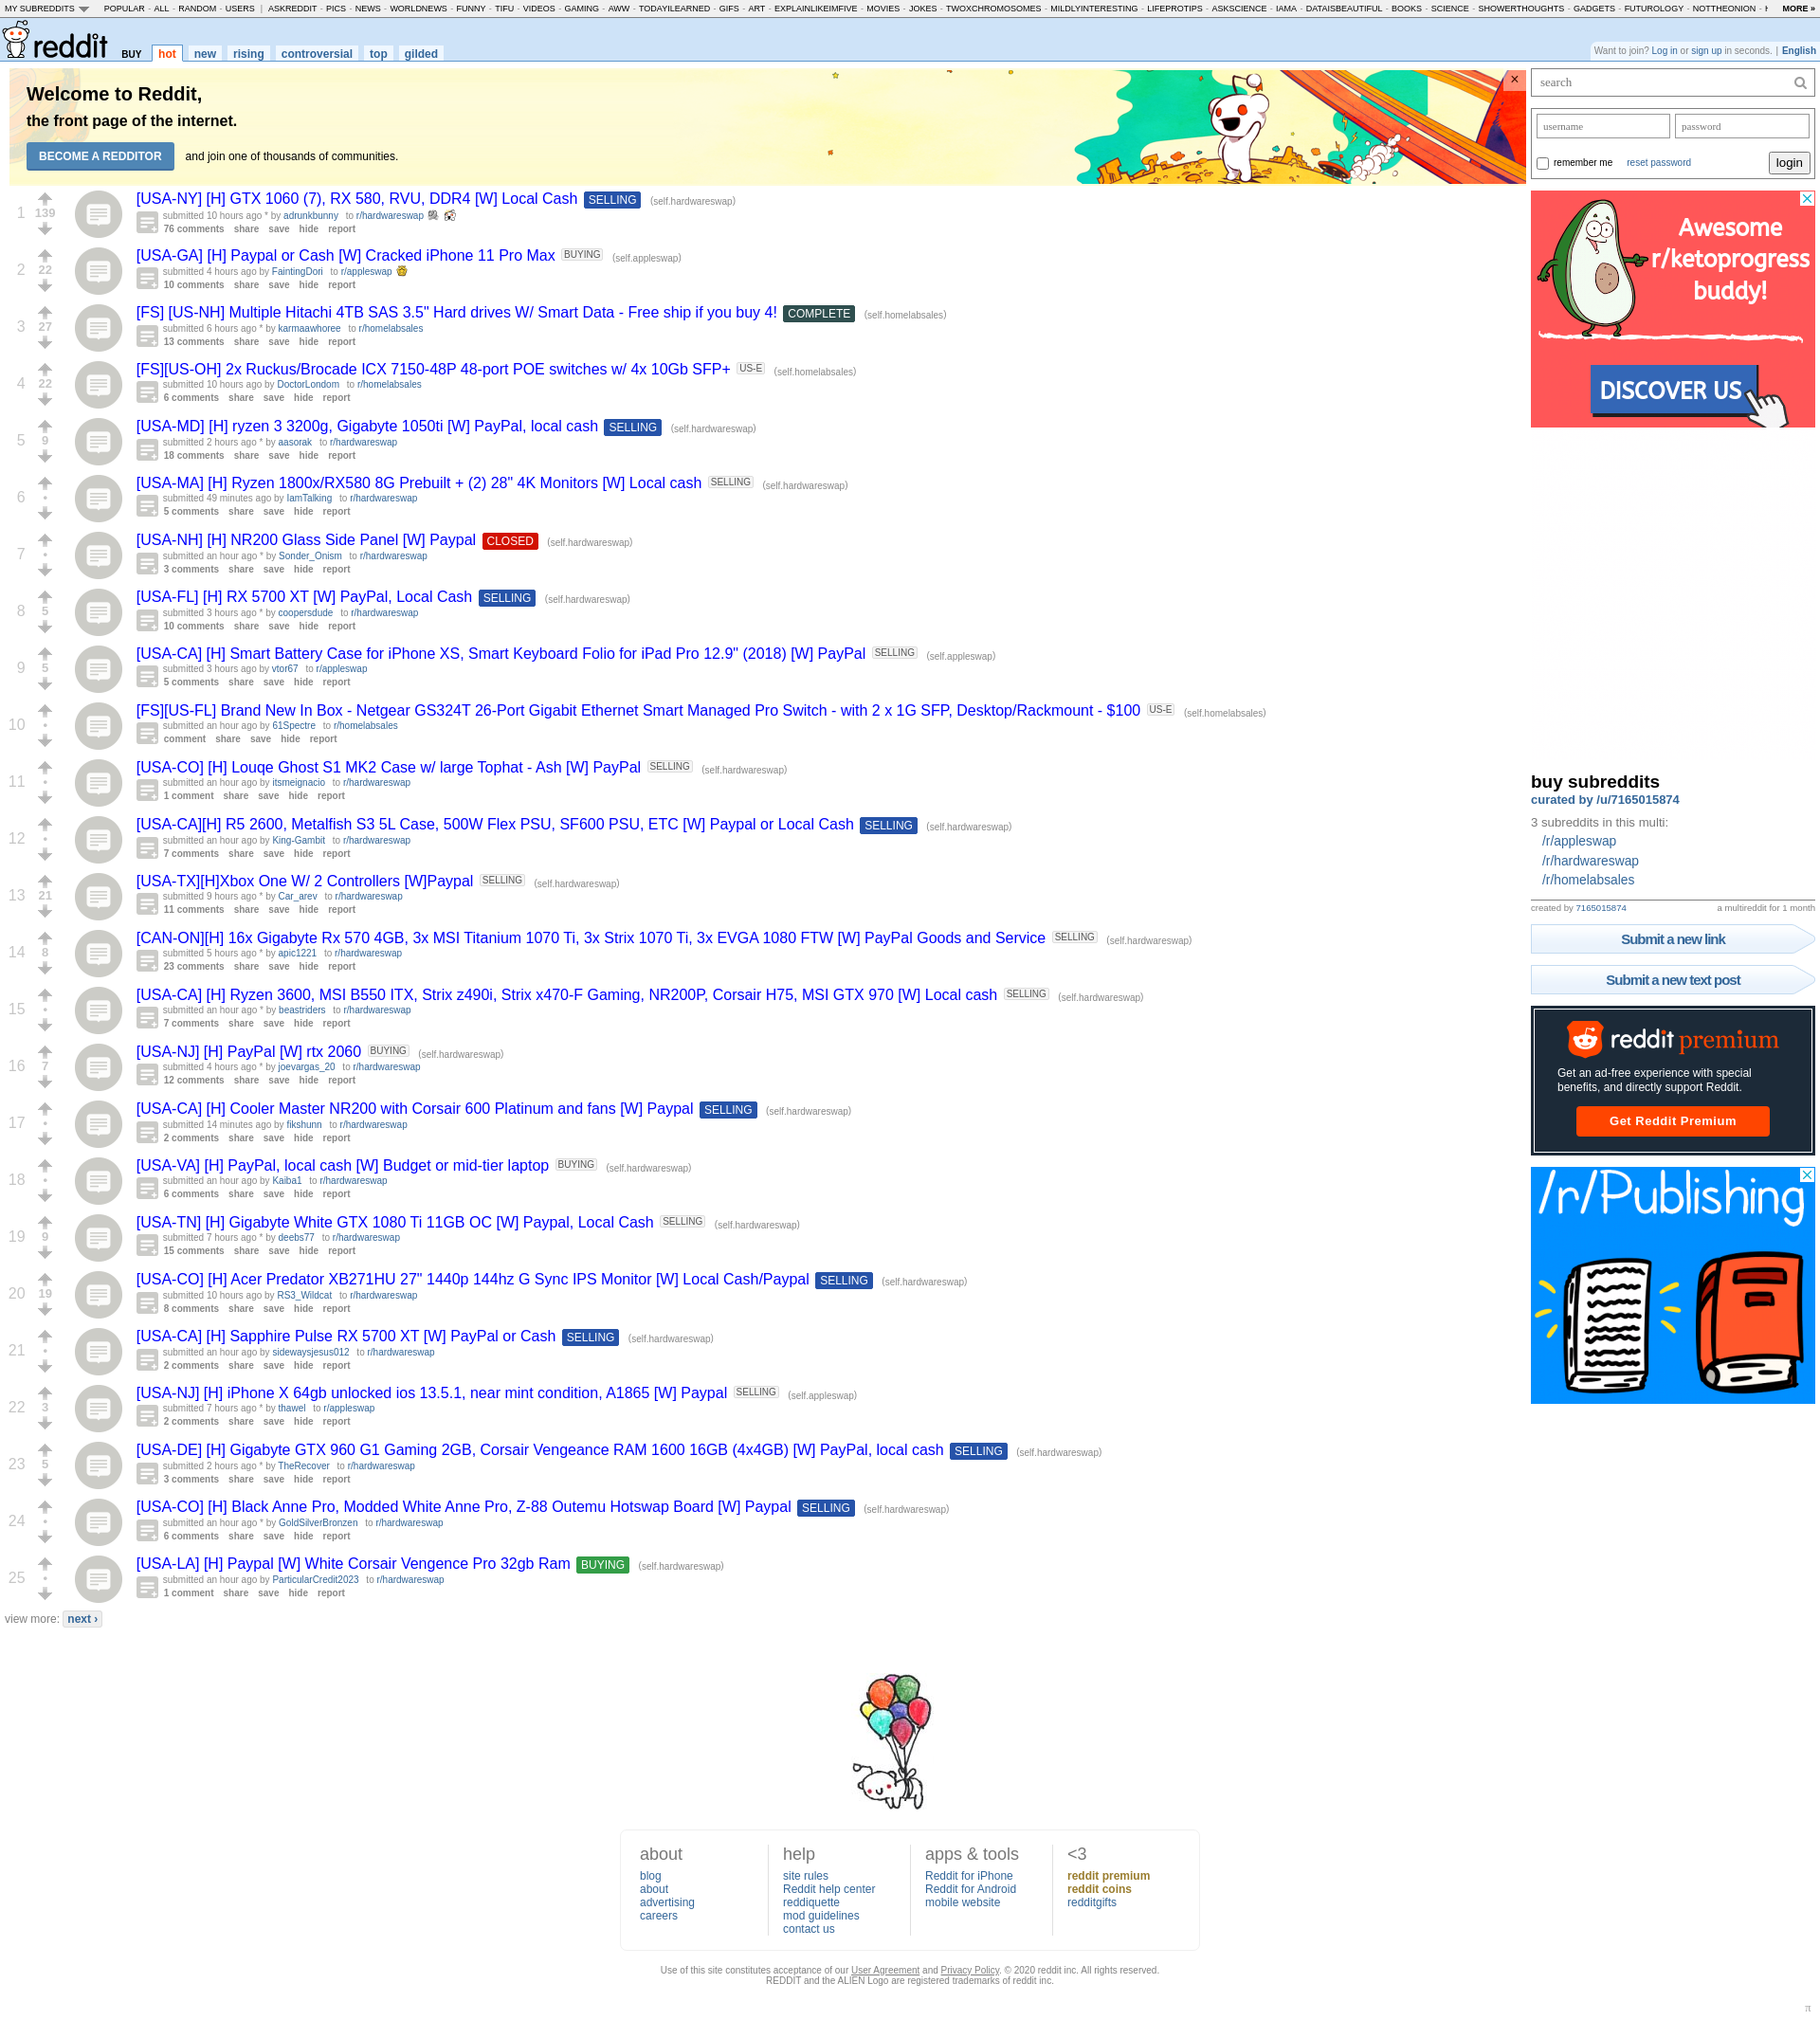 MY SUBREDDITS POPULAR - ALL - RANDOM - USERS | ASKREDDIT - PICS - NEWS - WORLDNEWS - FUNNY - TIFU - VIDEOS - GAMING - AWW - TODAYILEARNED - GIFS - ART - EXPLAINLIKEIMFIVE - MOVIES - JOKES - TWOXCHROMOSOMES - MILDLYINTERESTING - LIFEPROTIPS - ASKSCIENCE - IAMA - DATAISBEAUTIFUL - BOOKS - SCIENCE - SHOWERTHOUGHTS - GADGETS - FUTUROLOGY - NOTTHEONION - MORE »
reddit BUY hot new rising controversial top gilded
Want to join? Log in or sign up in seconds. | English
Welcome to Reddit,
the front page of the internet.
BECOME A REDDITOR and join one of thousands of communities.
×
1
139
[USA-NY] [H] GTX 1060 (7), RX 580, RVU, DDR4 [W] Local Cash SELLING (self.hardwareswap)
submitted 10 hours ago * by adrunkbunny to r/hardwareswap
76 comments share save hide report
2
22
[USA-GA] [H] Paypal or Cash [W] Cracked iPhone 11 Pro Max BUYING (self.appleswap)
submitted 4 hours ago by FaintingDori to r/appleswap
10 comments share save hide report
3
27
[FS] [US-NH] Multiple Hitachi 4TB SAS 3.5" Hard drives W/ Smart Data - Free ship if you buy 4! COMPLETE (self.homelabsales)
submitted 6 hours ago * by karmaawhoree to r/homelabsales
13 comments share save hide report
4
22
[FS][US-OH] 2x Ruckus/Brocade ICX 7150-48P 48-port POE switches w/ 4x 10Gb SFP+ US-E (self.homelabsales)
submitted 10 hours ago by DoctorLondom to r/homelabsales
6 comments share save hide report
5
9
[USA-MD] [H] ryzen 3 3200g, Gigabyte 1050ti [W] PayPal, local cash SELLING (self.hardwareswap)
submitted 2 hours ago * by aasorak to r/hardwareswap
18 comments share save hide report
6
•
[USA-MA] [H] Ryzen 1800x/RX580 8G Prebuilt + (2) 28" 4K Monitors [W] Local cash SELLING (self.hardwareswap)
submitted 49 minutes ago by IamTalking to r/hardwareswap
5 comments share save hide report
7
•
[USA-NH] [H] NR200 Glass Side Panel [W] Paypal CLOSED (self.hardwareswap)
submitted an hour ago * by Sonder_Onism to r/hardwareswap
3 comments share save hide report
8
5
[USA-FL] [H] RX 5700 XT [W] PayPal, Local Cash SELLING (self.hardwareswap)
submitted 3 hours ago * by coopersdude to r/hardwareswap
10 comments share save hide report
9
5
[USA-CA] [H] Smart Battery Case for iPhone XS, Smart Keyboard Folio for iPad Pro 12.9" (2018) [W] PayPal SELLING (self.appleswap)
submitted 3 hours ago by vtor67 to r/appleswap
5 comments share save hide report
10
•
[FS][US-FL] Brand New In Box - Netgear GS324T 26-Port Gigabit Ethernet Smart Managed Pro Switch - with 2 x 1G SFP, Desktop/Rackmount - $100 US-E (self.homelabsales)
submitted an hour ago by 61Spectre to r/homelabsales
comment share save hide report
11
•
[USA-CO] [H] Louqe Ghost S1 MK2 Case w/ large Tophat - Ash [W] PayPal SELLING (self.hardwareswap)
submitted an hour ago by itsmeignacio to r/hardwareswap
1 comment share save hide report
12
•
[USA-CA][H] R5 2600, Metalfish S3 5L Case, 500W Flex PSU, SF600 PSU, ETC [W] Paypal or Local Cash SELLING (self.hardwareswap)
submitted an hour ago by King-Gambit to r/hardwareswap
7 comments share save hide report
13
21
[USA-TX][H]Xbox One W/ 2 Controllers [W]Paypal SELLING (self.hardwareswap)
submitted 9 hours ago * by Car_arev to r/hardwareswap
11 comments share save hide report
14
8
[CAN-ON][H] 16x Gigabyte Rx 570 4GB, 3x MSI Titanium 1070 Ti, 3x Strix 1070 Ti, 3x EVGA 1080 FTW [W] PayPal Goods and Service SELLING (self.hardwareswap)
submitted 5 hours ago * by apic1221 to r/hardwareswap
23 comments share save hide report
15
•
[USA-CA] [H] Ryzen 3600, MSI B550 ITX, Strix z490i, Strix x470-F Gaming, NR200P, Corsair H75, MSI GTX 970 [W] Local cash SELLING (self.hardwareswap)
submitted an hour ago * by beastriders to r/hardwareswap
7 comments share save hide report
16
7
[USA-NJ] [H] PayPal [W] rtx 2060 BUYING (self.hardwareswap)
submitted 4 hours ago * by joevargas_20 to r/hardwareswap
12 comments share save hide report
17
•
[USA-CA] [H] Cooler Master NR200 with Corsair 600 Platinum and fans [W] Paypal SELLING (self.hardwareswap)
submitted 14 minutes ago by fikshunn to r/hardwareswap
2 comments share save hide report
18
•
[USA-VA] [H] PayPal, local cash [W] Budget or mid-tier laptop BUYING (self.hardwareswap)
submitted an hour ago by Kaiba1 to r/hardwareswap
6 comments share save hide report
19
9
[USA-TN] [H] Gigabyte White GTX 1080 Ti 11GB OC [W] Paypal, Local Cash SELLING (self.hardwareswap)
submitted 7 hours ago * by deebs77 to r/hardwareswap
15 comments share save hide report
20
19
[USA-CO] [H] Acer Predator XB271HU 27" 1440p 144hz G Sync IPS Monitor [W] Local Cash/Paypal SELLING (self.hardwareswap)
submitted 10 hours ago by RS3_Wildcat to r/hardwareswap
8 comments share save hide report
21
•
[USA-CA] [H] Sapphire Pulse RX 5700 XT [W] PayPal or Cash SELLING (self.hardwareswap)
submitted an hour ago by sidewaysjesus012 to r/hardwareswap
2 comments share save hide report
22
3
[USA-NJ] [H] iPhone X 64gb unlocked ios 13.5.1, near mint condition, A1865 [W] Paypal SELLING (self.appleswap)
submitted 7 hours ago * by thawel to r/appleswap
2 comments share save hide report
23
5
[USA-DE] [H] Gigabyte GTX 960 G1 Gaming 2GB, Corsair Vengeance RAM 1600 16GB (4x4GB) [W] PayPal, local cash SELLING (self.hardwareswap)
submitted 2 hours ago * by TheRecover to r/hardwareswap
3 comments share save hide report
24
•
[USA-CO] [H] Black Anne Pro, Modded White Anne Pro, Z-88 Outemu Hotswap Board [W] Paypal SELLING (self.hardwareswap)
submitted an hour ago * by GoldSilverBronzen to r/hardwareswap
6 comments share save hide report
25
•
[USA-LA] [H] Paypal [W] White Corsair Vengence Pro 32gb Ram BUYING (self.hardwareswap)
submitted an hour ago by ParticularCredit2023 to r/hardwareswap
1 comment share save hide report
view more: next ›
search
username password
remember me reset password login
Awesome
r/ketoprogress
buddy!
DISCOVER US
buy subreddits
curated by /u/7165015874
3 subreddits in this multi:
/r/appleswap
/r/hardwareswap
/r/homelabsales
created by 7165015874 a multireddit for 1 month
Submit a new link
Submit a new text post
reddit premium
Get an ad-free experience with special
benefits, and directly support Reddit.
Get Reddit Premium
/r/Publishing
about
blog
about
advertising
careers
help
site rules
Reddit help center
reddiquette
mod guidelines
contact us
apps & tools
Reddit for iPhone
Reddit for Android
mobile website
<3
reddit premium
reddit coins
redditgifts
Use of this site constitutes acceptance of our User Agreement and Privacy Policy. © 2020 reddit inc. All rights reserved.
REDDIT and the ALIEN Logo are registered trademarks of reddit inc.
π